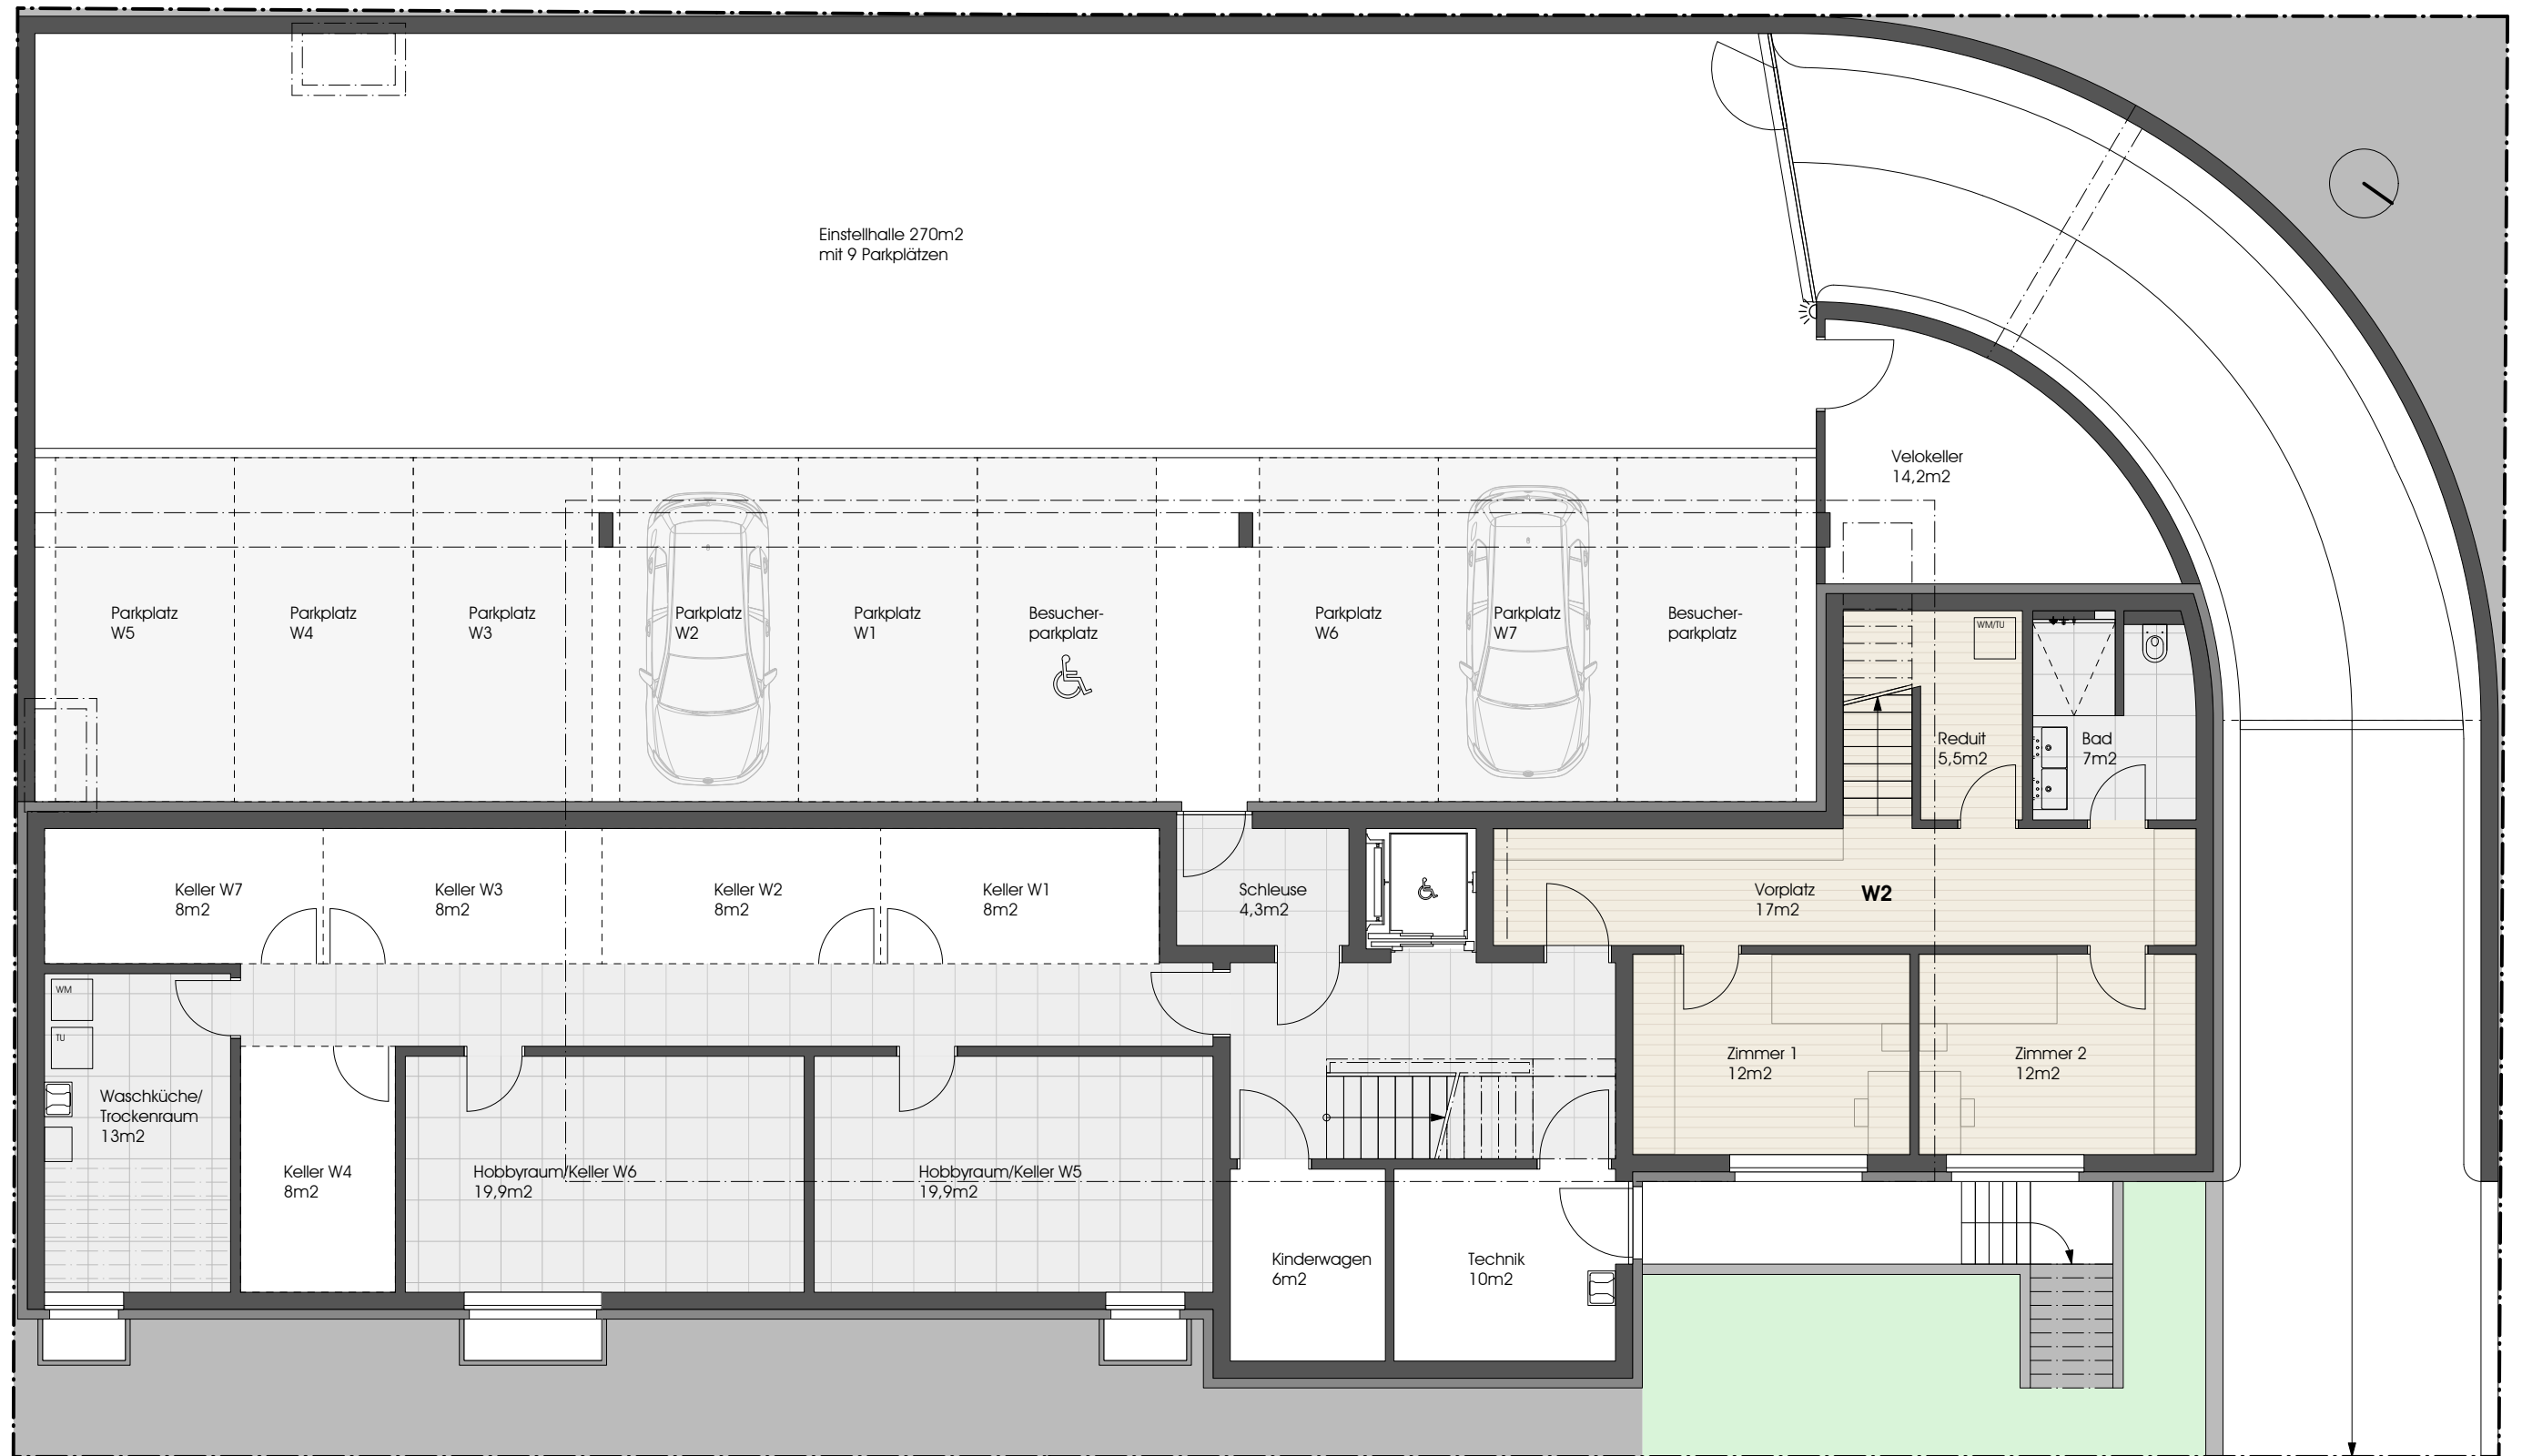 Einstellhalle 270m2
mit 9 Parkplätzen
Velokeller
14,2m2
Parkplatz
W5
Parkplatz
W4
Parkplatz
W3
Parkplatz
W2
Parkplatz
W1
Besucher-
parkplatz
Parkplatz
W6
Parkplatz
W7
Besucher-
parkplatz
WM/TU
Reduit
5,5m2
Bad
7m2
Keller W7
8m2
Keller W3
8m2
Keller W2
8m2
Keller W1
8m2
Schleuse
4,3m2
Vorplatz
17m2
W2
WM
TU
Waschküche/
Trockenraum
13m2
Keller W4
8m2
Hobbyraum/Keller W6
19,9m2
Hobbyraum/Keller W5
19,9m2
Zimmer 1
12m2
Zimmer 2
12m2
Kinderwagen
6m2
Technik
10m2